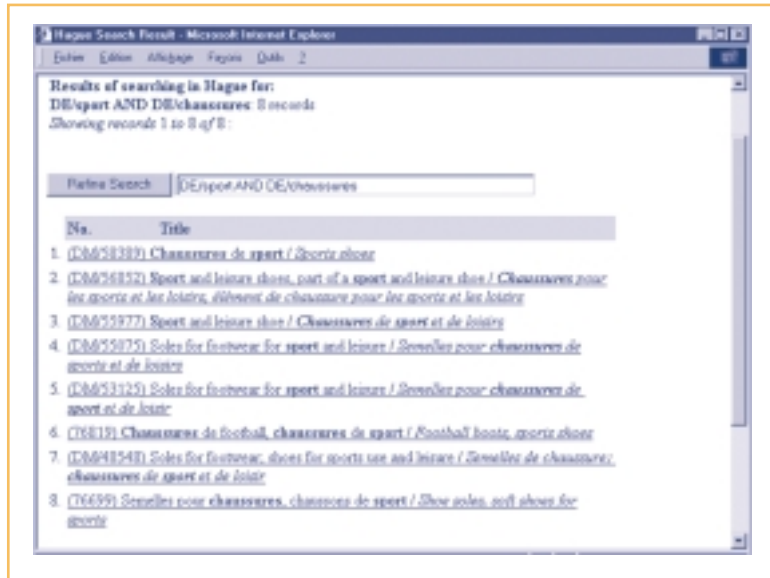 Hague Search Result - Microsoft Internet Explorer
Fichier Edition Affichage Favoris Outils ?
Results of searching in Hague for:
DE/sport AND DE/chaussures: 8 records
Showing records 1 to 8 of 8 :
Refine Search DE/sport AND DE/chaussures
No. Title
1. (DM/50309) Chaussures de sport / Sports shoes
2. (DM/56052) Sport and leisure shoes, part of a sport and leisure shoe / Chaussures pour
les sports et les loisirs, élément de chaussure pour les sports et les loisirs
3. (DM/55977) Sport and leisure shoe / Chaussures de sport et de loisirs
4. (DM/55075) Soles for footwear for sport and leisure / Semelles pour chaussures de
sports et de loisirs
5. (DM/53125) Soles for footwear for sport and leisure / Semelles pour chaussures de
sport et de loisir
6. (76819) Chaussures de football, chaussures de sport / Football boots, sports shoes
7. (DM/48540) Soles for footwear, shoes for sports use and leisure / Semelles de chaussure;
chaussures de sport et de loisir
8. (76699) Semelles pour chaussures, chaussons de sport / Shoe soles, soft shoes for
sports